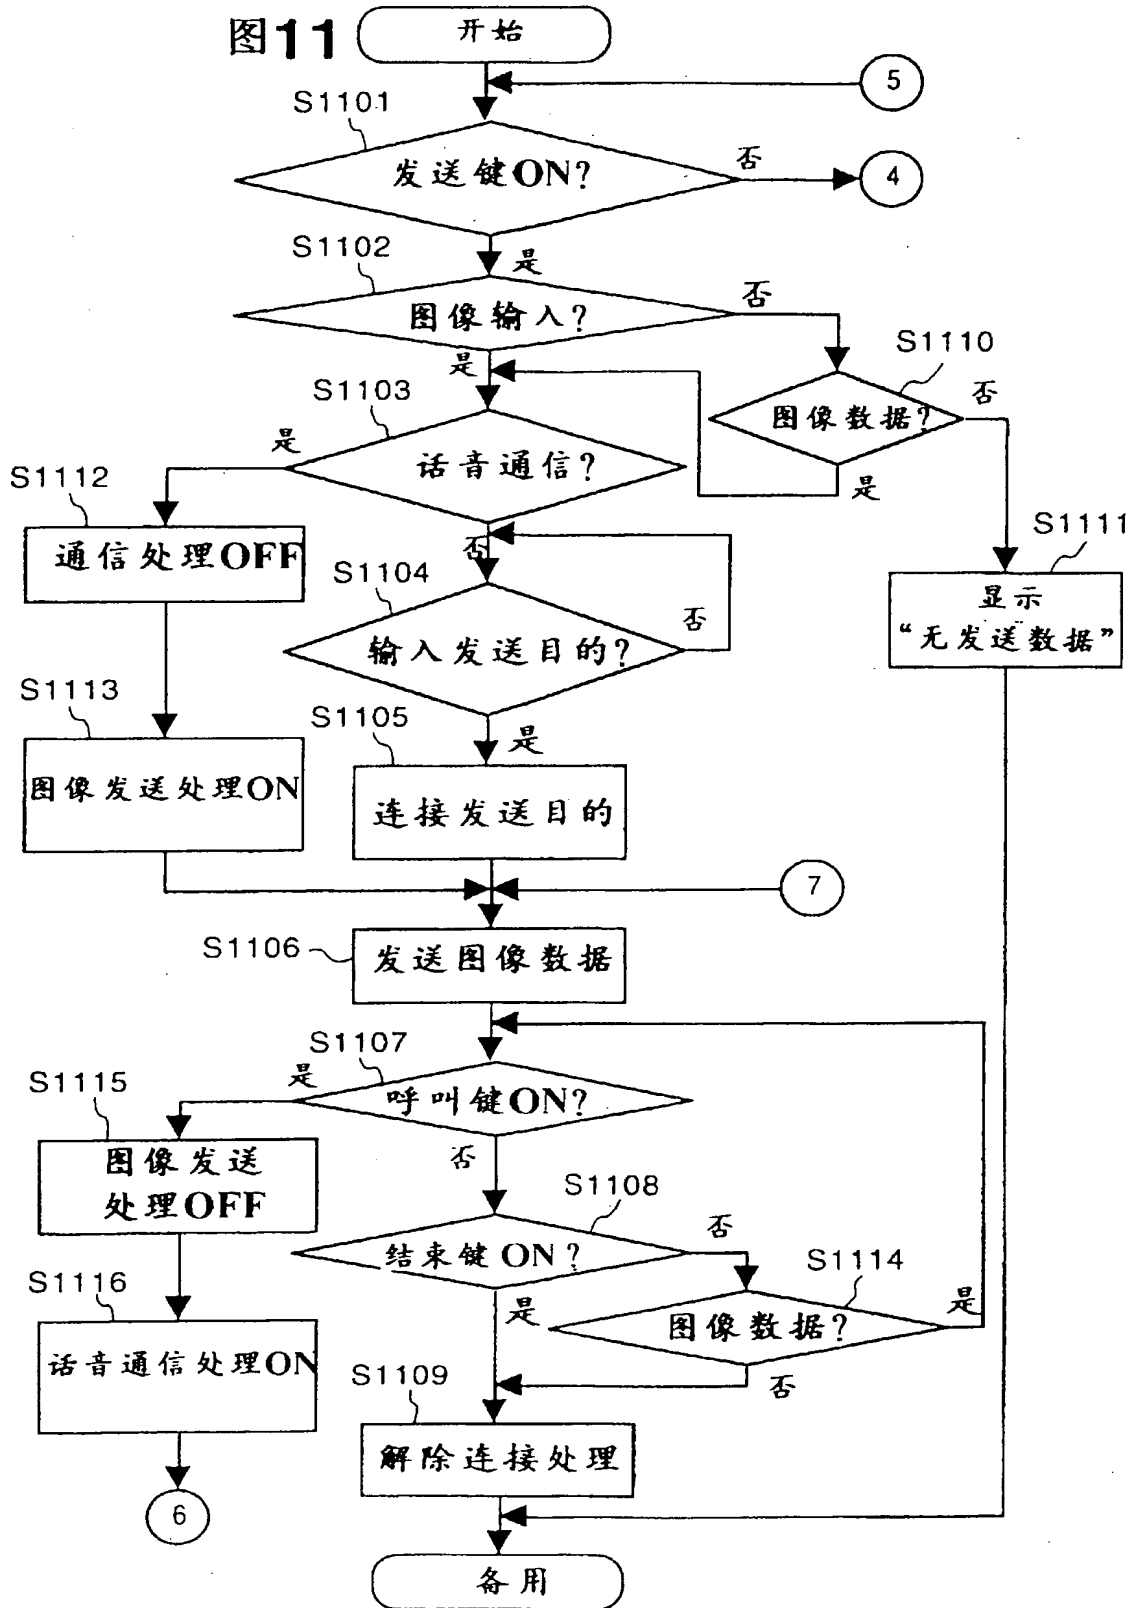 图11
开始
5
S1101
发送键ON?
否
4
S1102
是
图像输入?
否
S1110
是
S1103
图像数据?
否
是
话音通信?
是
S1112
通信处理OFF
否
S1104
S1111
显示
“无发送数据”
输入发送目的?
否
S1113
图像发送处理ON
S1105
是
连接发送目的
7
S1106
发送图像数据
S1107
是
呼叫键ON?
S1115
图像发送
处理OFF
否
S1108
结束键ON?
否
S1114
S1116
话音通信处理ON
是
图像数据?
是
否
S1109
解除连接处理
6
备用